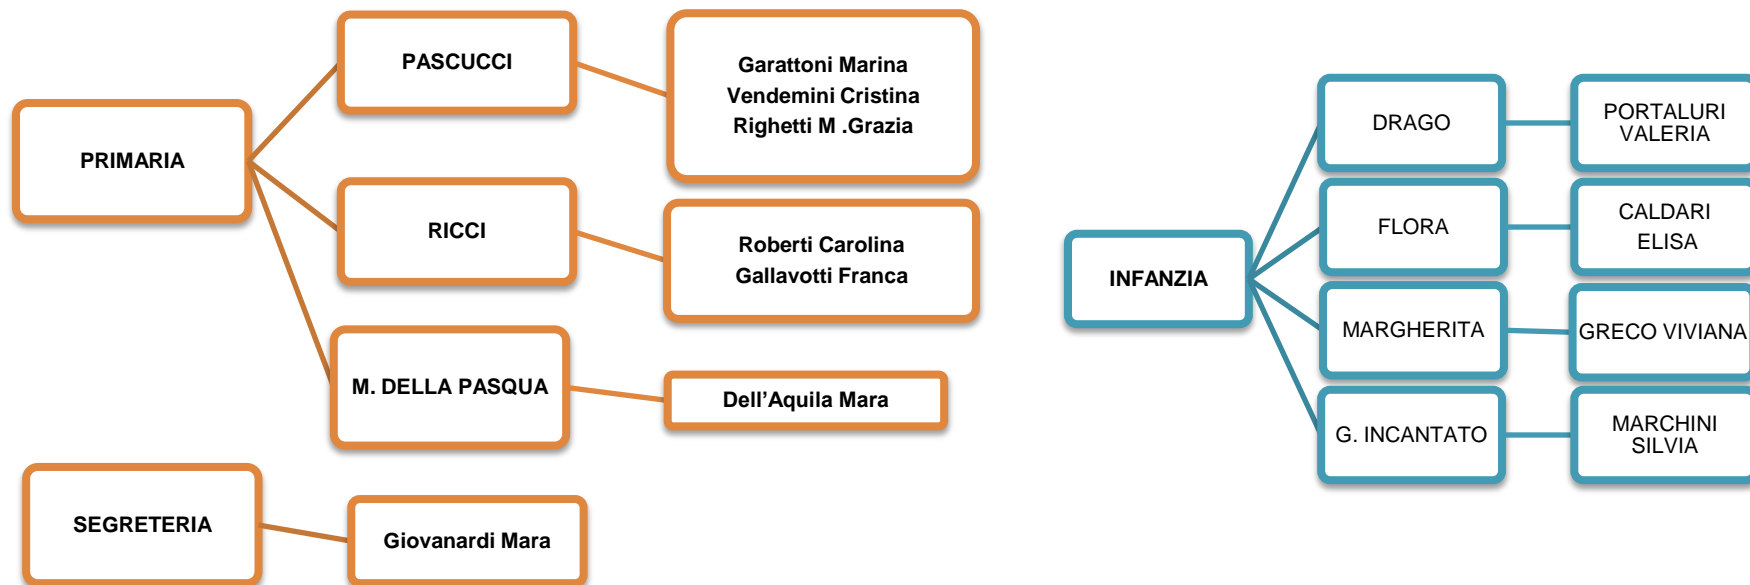 PRIMARIA
PASCUCCI
Garattoni Marina
Vendemini Cristina
Righetti M .Grazia
RICCI
Roberti Carolina
Gallavotti Franca
M. DELLA PASQUA
Dell’Aquila Mara
SEGRETERIA
Giovanardi Mara
INFANZIA
DRAGO
PORTALURI
VALERIA
FLORA
CALDARI
ELISA
MARGHERITA
GRECO VIVIANA
G. INCANTATO
MARCHINI
SILVIA